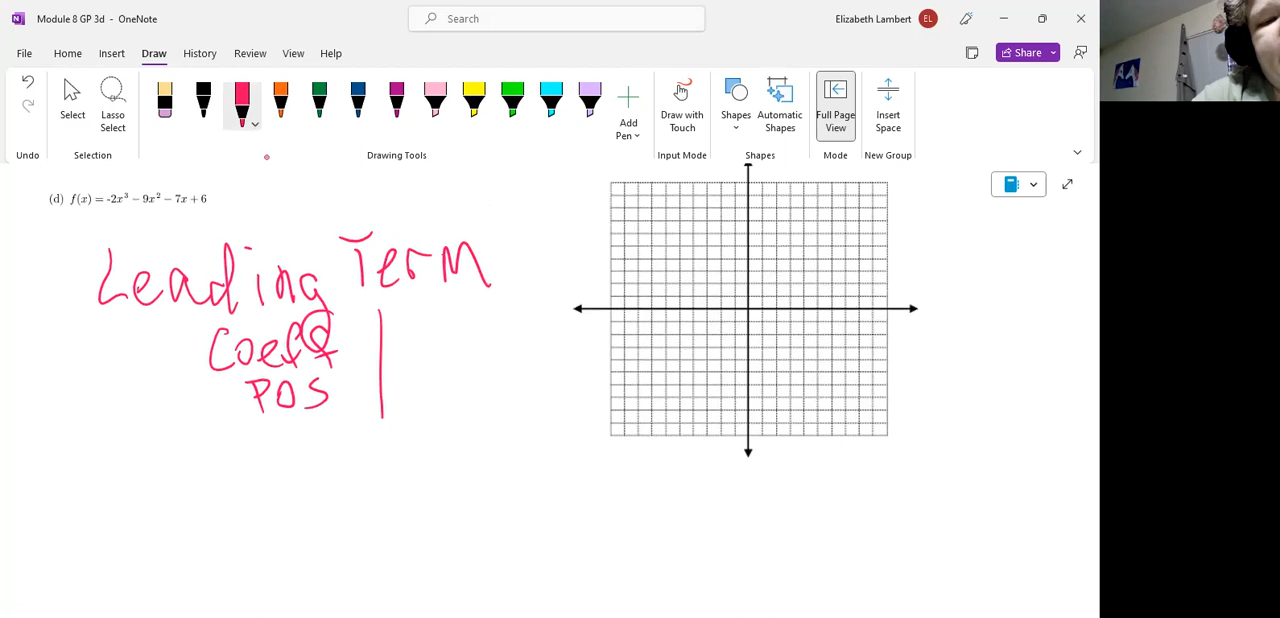 Module 8 GP 3d - OneNote
Search
Elizabeth Lambert EL
File Home Insert Draw View History Review View Help
Share
Undo
Select
Lasso Select
Selection
Drawing Tools
Add Pen
Draw with Touch
Input Mode
Shapes
Automatic Shapes
Shapes
Full Page View
Mode
Insert Space
New Group
(d) f(x) = -2x³ − 9x² − 7x + 6
Leading Term
Coeff
POS